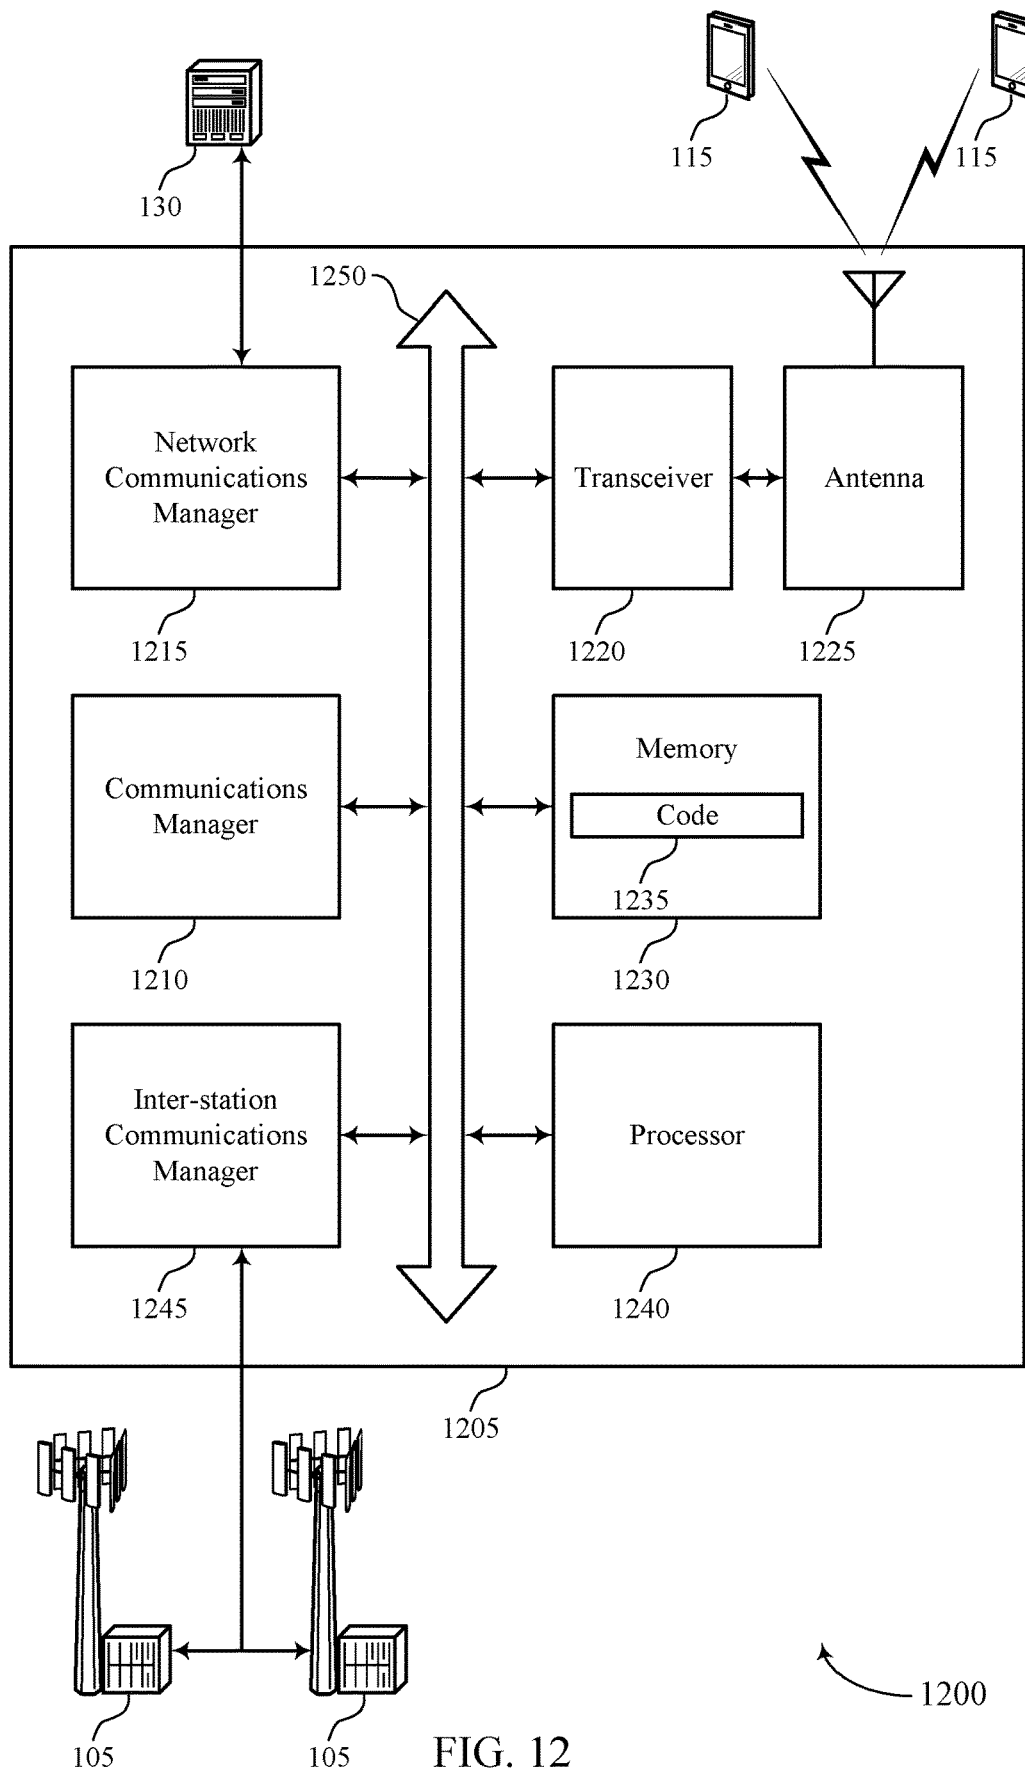 115
115
130
1250
Network
Communications
Manager
Transceiver
Antenna
1215
1220
1225
Communications
Manager
Memory
Code
1235
1210
1230
Inter-station
Communications
Manager
Processor
1245
1240
1205
1200
105
105
FIG. 12